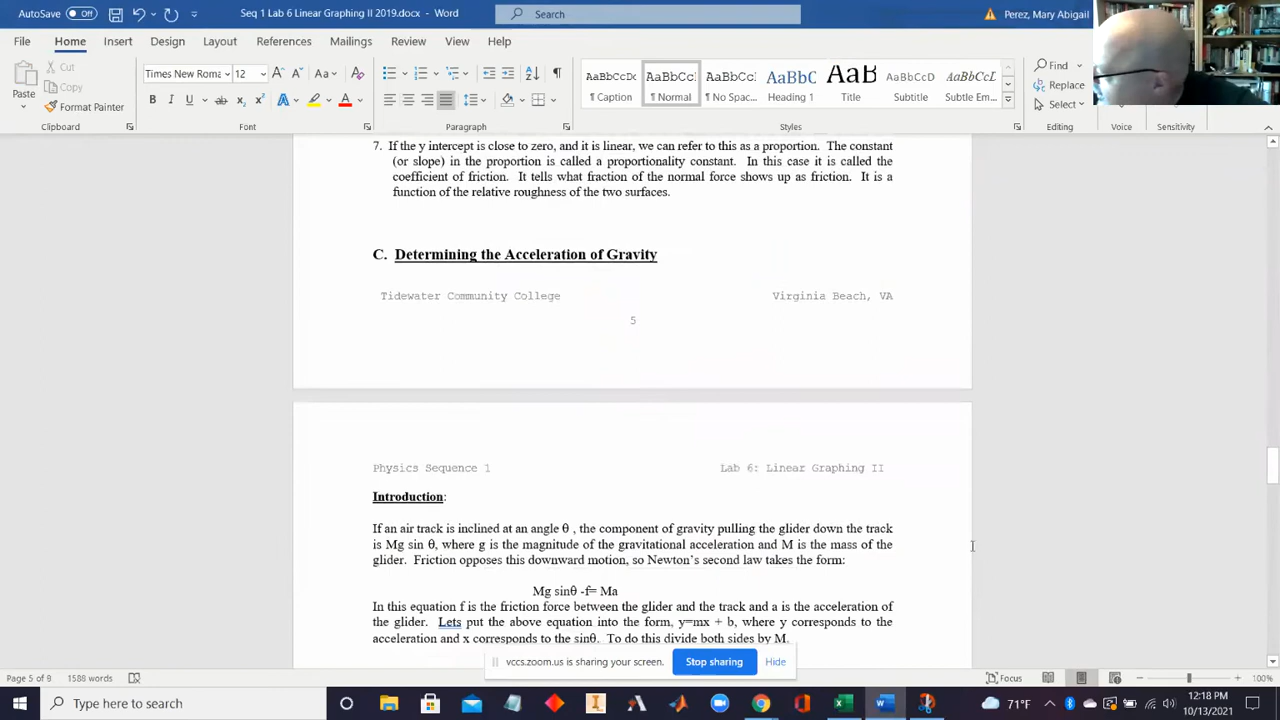 AutoSave Off Seq 1 Lab 6 Linear Graphing II 2019.docx - Word Search Perez, Mary Abigail
File Home Insert Design Layout References Mailings Review View Help
Paste Cut Copy Format Painter
Times New Roma 12 Aa
B I U ab x₂ x² A A
AaBbCcDc AaBbCcI AaBbCcDc AaBbC AaB AaBbCcD AaBbCcD
Caption ¶ Normal ¶ No Spac... Heading 1 Title Subtitle Subtle Em...
Find Replace Select
Clipboard Font Paragraph Styles Editing Voice Sensitivity
7. If the y intercept is close to zero, and it is linear, we can refer to this as a proportion. The constant
(or slope) in the proportion is called a proportionality constant. In this case it is called the
coefficient of friction. It tells what fraction of the normal force shows up as friction. It is a
function of the relative roughness of the two surfaces.
C. Determining the Acceleration of Gravity
Tidewater Community College Virginia Beach, VA
5
Physics Sequence 1 Lab 6: Linear Graphing II
Introduction:
If an air track is inclined at an angle θ , the component of gravity pulling the glider down the track
is Mg sin θ, where g is the magnitude of the gravitational acceleration and M is the mass of the
glider. Friction opposes this downward motion, so Newton's second law takes the form:
Mg sinθ -f= Ma
In this equation f is the friction force between the glider and the track and a is the acceleration of
the glider. Lets put the above equation into the form, y=mx + b, where y corresponds to the
acceleration and x corresponds to the sinθ. To do this divide both sides by M.
vccs.zoom.us is sharing your screen. Stop sharing Hide
Page 5 of 9 1588 words Focus 100%
Type here to search 71°F 12:18 PM
10/13/2021